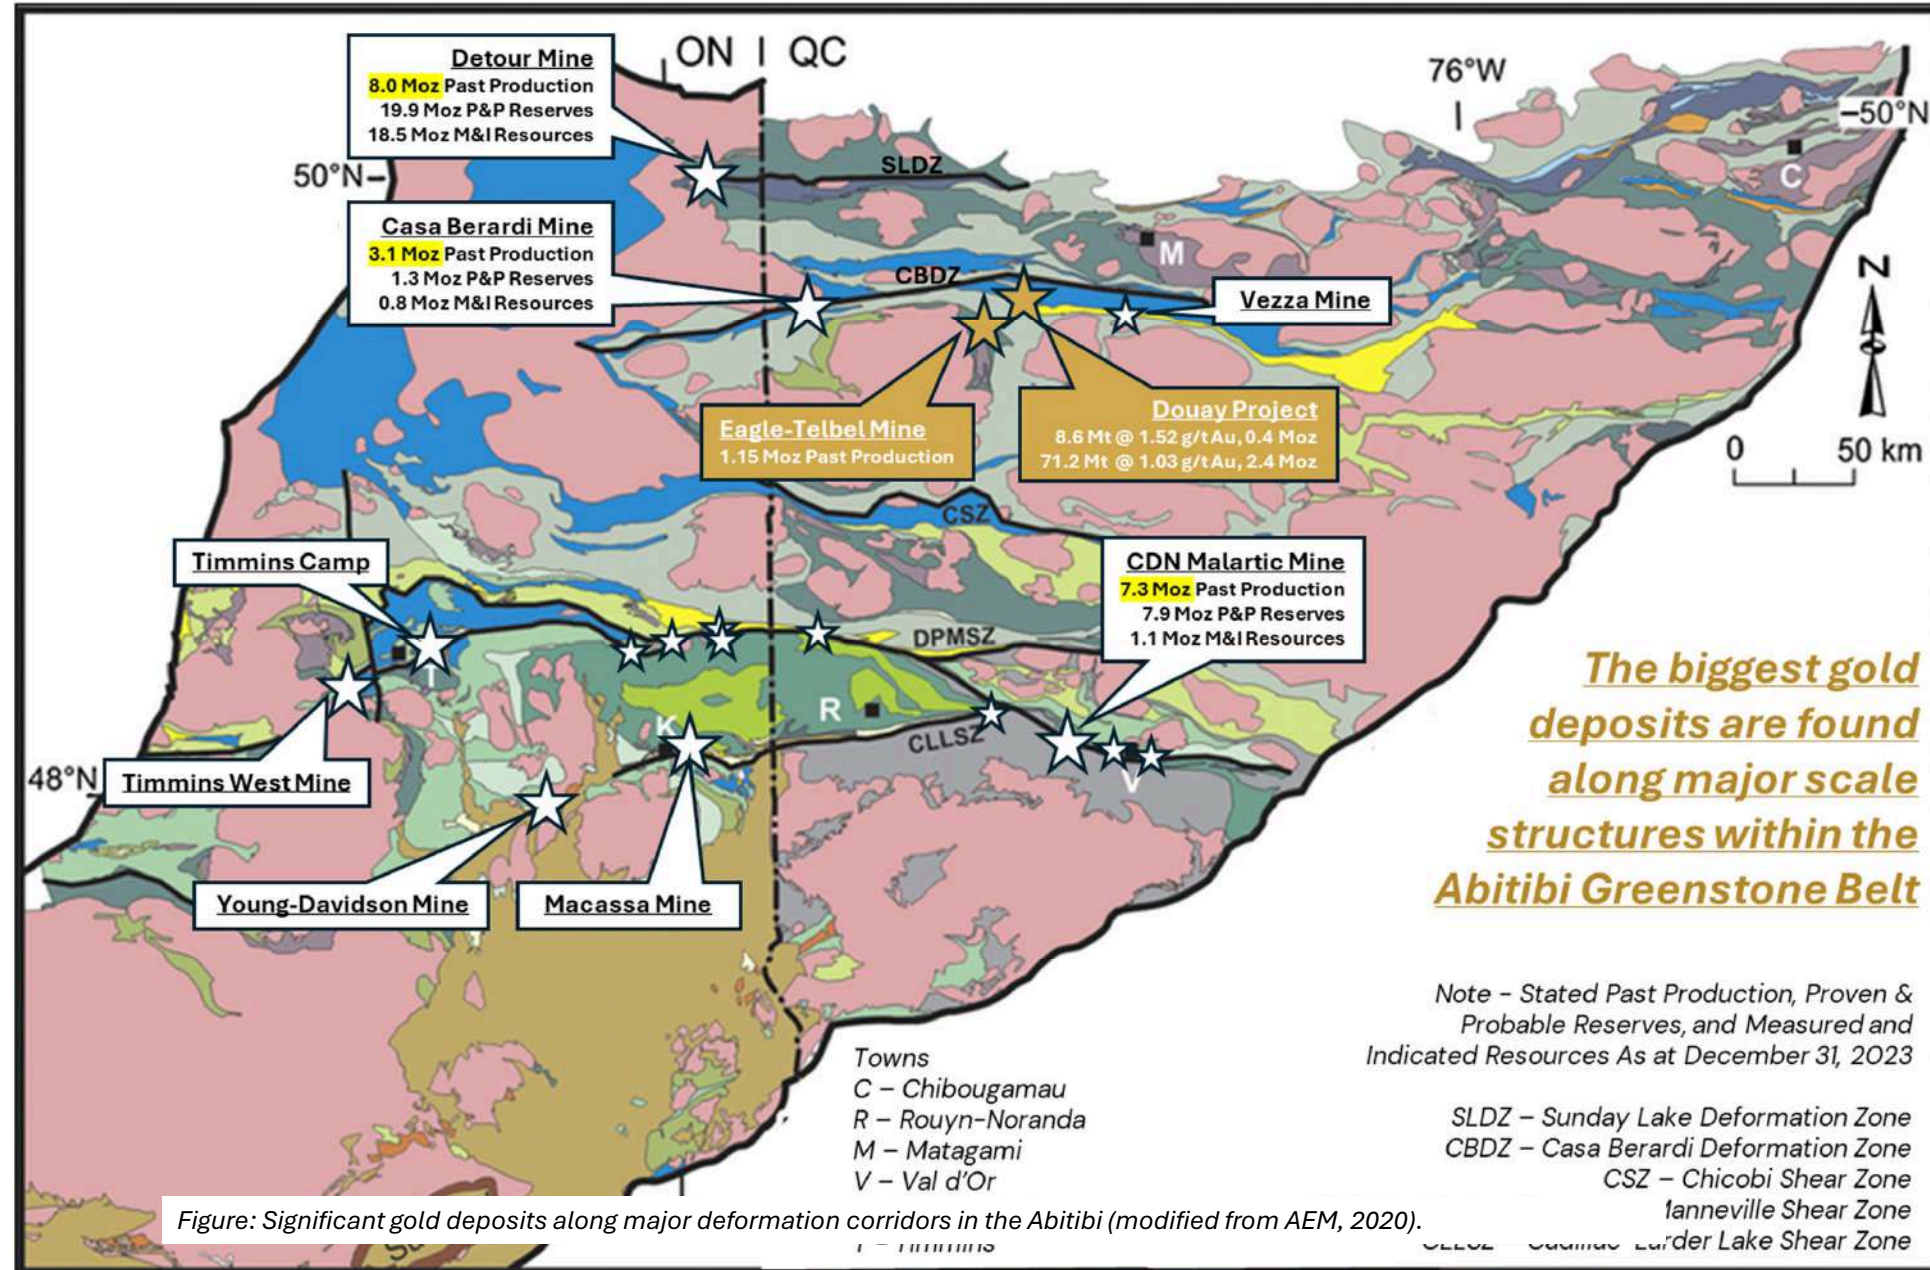 ON | QC
Detour Mine
8.0 Moz Past Production
19.9 Moz P&P Reserves
18.5 Moz M&I Resources
76°W
50°N
50°N
SLDZ
C
Casa Berardi Mine
3.1 Moz Past Production
1.3 Moz P&P Reserves
0.8 Moz M&I Resources
M
CBDZ
N
Vezza Mine
Eagle-Telbel Mine
1.15 Moz Past Production
Douay Project
8.6 Mt @ 1.52 g/t Au, 0.4 Moz
71.2 Mt @ 1.03 g/t Au, 2.4 Moz
0 50 km
CSZ
Timmins Camp
CDN Malartic Mine
7.3 Moz Past Production
7.9 Moz P&P Reserves
1.1 Moz M&I Resources
DPMSZ
T
K
R
CLLSZ
V
48°N
Timmins West Mine
Young-Davidson Mine
Macassa Mine
The biggest gold
deposits are found
along major scale
structures within the
Abitibi Greenstone Belt
Note – Stated Past Production, Proven &
Probable Reserves, and Measured and
Indicated Resources As at December 31, 2023
Towns
C – Chibougamau
R – Rouyn-Noranda
M – Matagami
V – Val d'Or
SLDZ – Sunday Lake Deformation Zone
CBDZ – Casa Berardi Deformation Zone
CSZ – Chicobi Shear Zone
Shear Zone
Figure: Significant gold deposits along major deformation corridors in the Abitibi (modified from AEM, 2020).
Lake Shear Zone